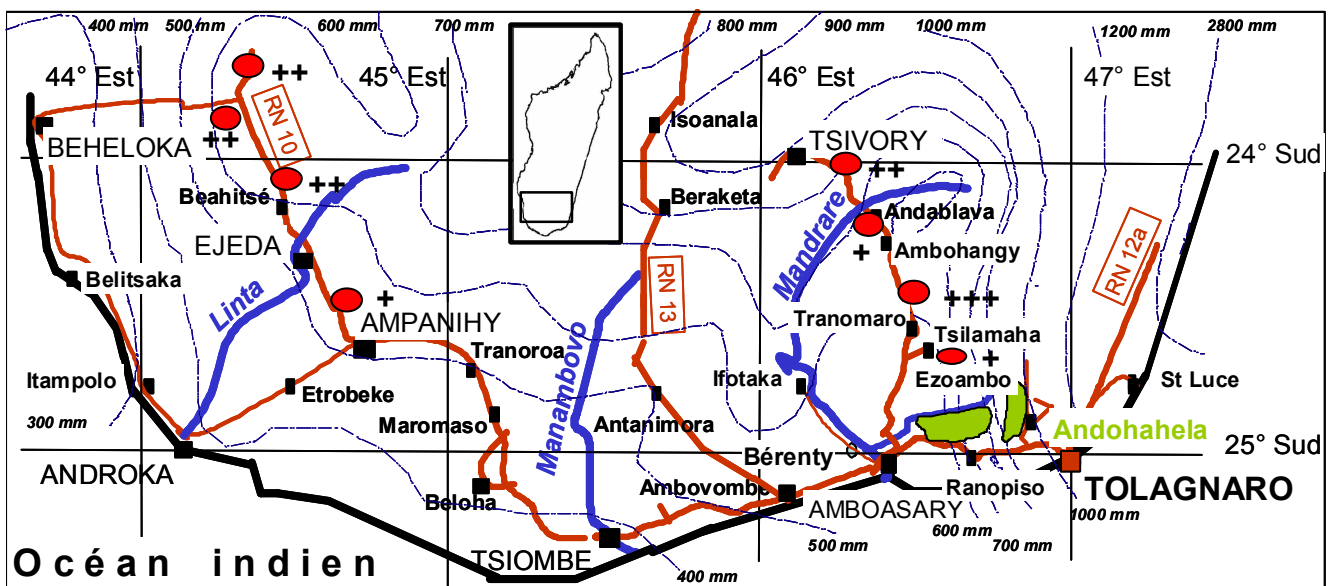 400 mm
500 mm
600 mm
700 mm
800 mm
900 mm
1000 mm
1200 mm
2800 mm
44° Est
45° Est
46° Est
47° Est
++
RN 10
Isoanala
BEHELOKA
++
TSIVORY
24° Sud
++
Beahitsé
++
Beraketa
Andablava
Mandrare
+
Ambohangy
RN 12a
EJEDA
Belitsaka
Linta
RN 13
+
AMPANIHY
+++
Tranomaro
Tsilamaha
+
Tranoroa
Manambovo
Itampolo
Etrobeke
Ifotaka
Ezoambo
St Luce
300 mm
Maromaso
Antanimora
Andohahela
25° Sud
ANDROKA
Bérenty
Beloha
Ambovombe
Ranopiso
TOLAGNARO
AMBOASARY
1000 mm
600 mm
500 mm
700 mm
Océan indien
TSIOMBE
400 mm